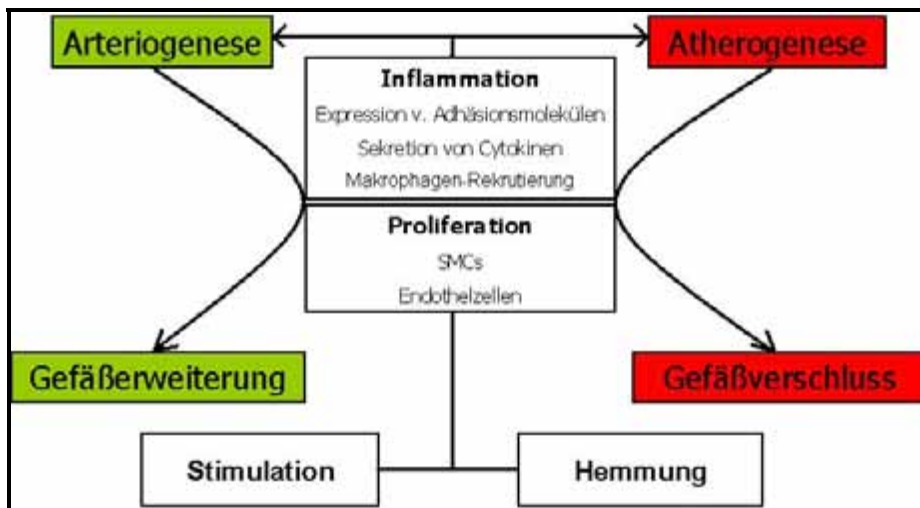 Arteriogenese
Atherogenese
Inflammation
Expression v. Adhäsionsmolekülen
Sekretion von Cytokinen
Makrophagen-Rekrutierung
Proliferation
SMCs
Endothelzellen
Gefäßerweiterung
Gefäßverschluss
Stimulation
Hemmung